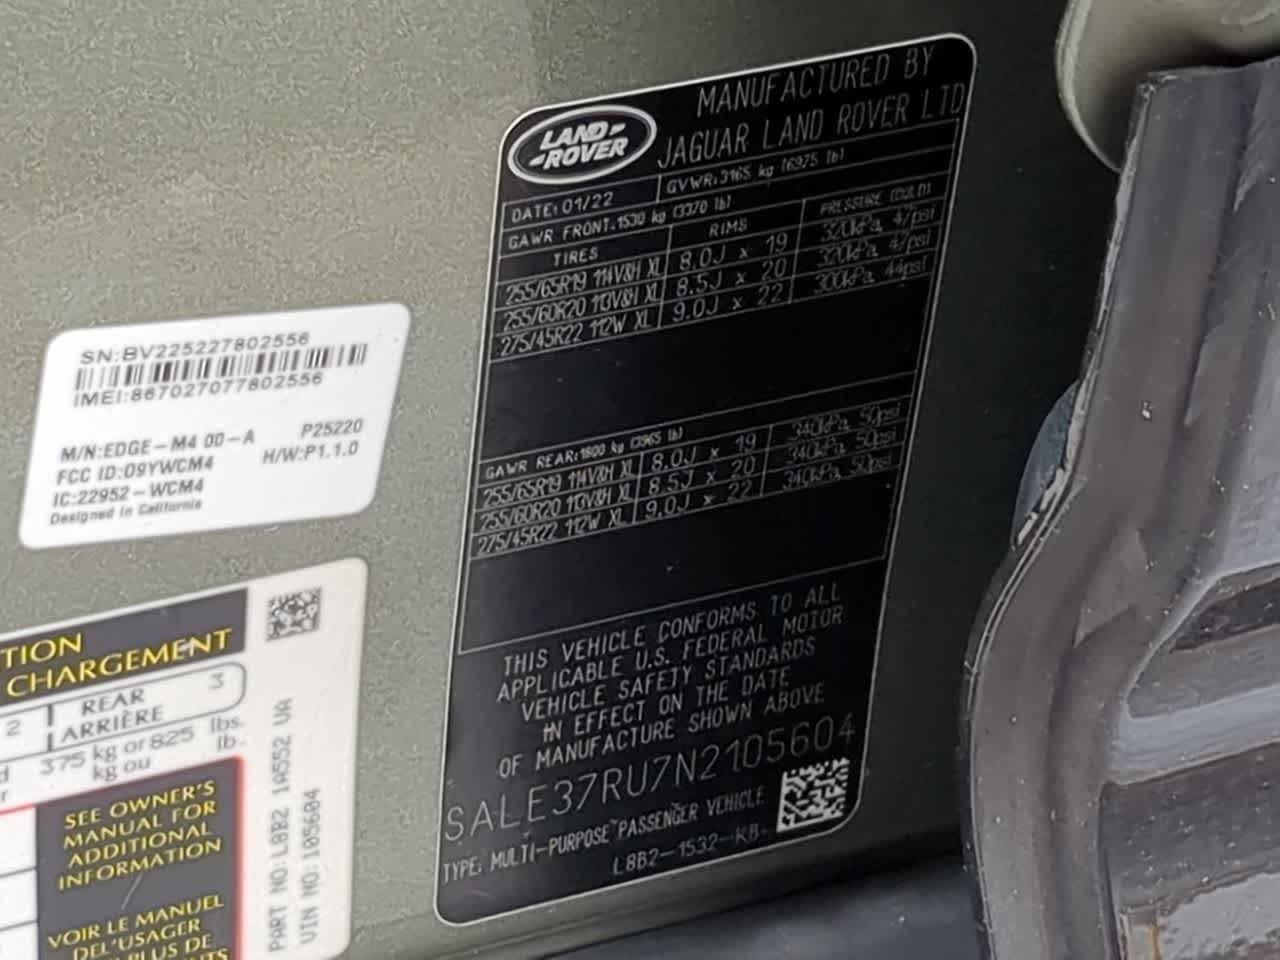 LAND-
-ROVER
MANUFACTURED BY
JAGUAR LAND ROVER LTD
DATE:01/22
GVWR:3165 kg (6975 lb)
GAWR FRONT:1530 kg (3370 lb)
TIRES RIMS PRESSURE (COLD)
255/65R19 114V&H XL 8.0J x 19 320kPa, 47psi
255/60R20 113V&H XL 8.5J x 20 320kPa, 47psi
275/45R22 112W XL 9.0J x 22 300kPa, 44psi
GAWR REAR:1800 kg (3965 lb)
255/65R19 114V&H XL 8.0J x 19 340kPa, 50psi
255/60R20 113V&H XL 8.5J x 20 340kPa, 50psi
275/45R22 112W XL 9.0J x 22 340kPa, 50psi
THIS VEHICLE CONFORMS TO ALL
APPLICABLE U.S. FEDERAL MOTOR
VEHICLE SAFETY STANDARDS
IN EFFECT ON THE DATE
OF MANUFACTURE SHOWN ABOVE
SALE37RU7N2105604
TYPE: MULTI-PURPOSE PASSENGER VEHICLE
L8B2-1532-KB-
SN:BV225227802556
IMEI:867027077802556
M/N:EDGE-M4 00-A P25220
FCC ID:09YWCM4 H/W:P1.1.0
IC:22952-WCM4
Designed in California
TION
CHARGEMENT
2 REAR 3
ARRIÈRE
375 kg or 825 lbs.
kg ou lb.
SEE OWNER'S
MANUAL FOR
ADDITIONAL
INFORMATION
VOIR LE MANUEL
DEL'USAGER
PLUS DE
PART NO:L8B2 1A552 UA
VIN NO:105604